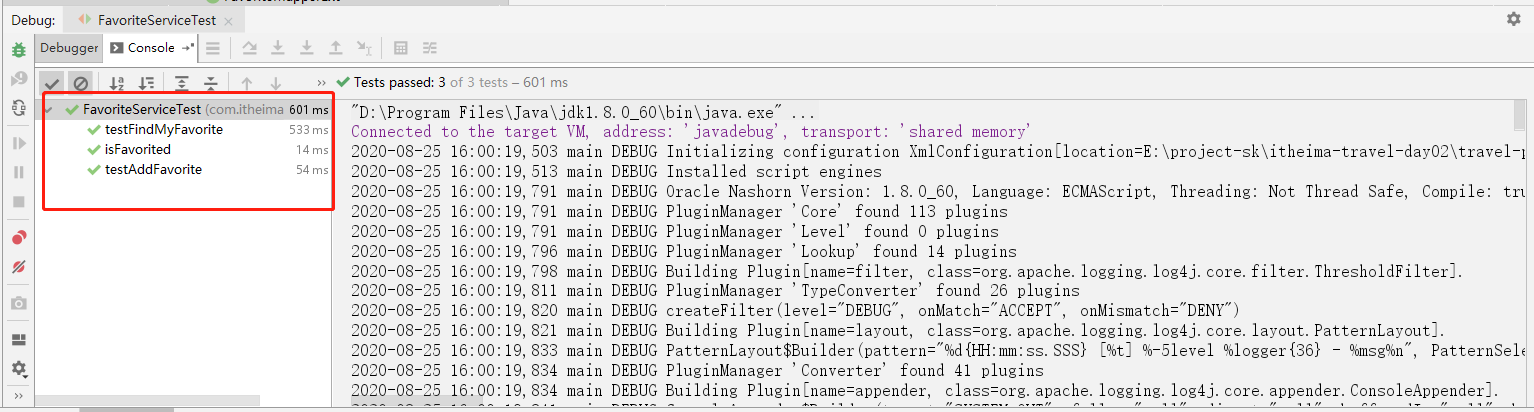 Debug: FavoriteServiceTest
Debugger Console
Tests passed: 3 of 3 tests – 601 ms
FavoriteServiceTest (com.itheima 601 ms
testFindMyFavorite 533 ms
isFavorited 14 ms
testAddFavorite 54 ms
"D:\Program Files\Java\jdk1.8.0_60\bin\java.exe" ...
Connected to the target VM, address: 'javadebug', transport: 'shared memory'
2020-08-25 16:00:19,503 main DEBUG Initializing configuration XmlConfiguration[location=E:\project-sk\itheima-travel-day02\travel-p
2020-08-25 16:00:19,513 main DEBUG Installed script engines
2020-08-25 16:00:19,791 main DEBUG Oracle Nashorn Version: 1.8.0_60, Language: ECMAScript, Threading: Not Thread Safe, Compile: tru
2020-08-25 16:00:19,791 main DEBUG PluginManager 'Core' found 113 plugins
2020-08-25 16:00:19,791 main DEBUG PluginManager 'Level' found 0 plugins
2020-08-25 16:00:19,796 main DEBUG PluginManager 'Lookup' found 14 plugins
2020-08-25 16:00:19,798 main DEBUG Building Plugin[name=filter, class=org.apache.logging.log4j.core.filter.ThresholdFilter].
2020-08-25 16:00:19,811 main DEBUG PluginManager 'TypeConverter' found 26 plugins
2020-08-25 16:00:19,820 main DEBUG createFilter(level="DEBUG", onMatch="ACCEPT", onMismatch="DENY")
2020-08-25 16:00:19,821 main DEBUG Building Plugin[name=layout, class=org.apache.logging.log4j.core.layout.PatternLayout].
2020-08-25 16:00:19,833 main DEBUG PatternLayout$Builder(pattern="%d{HH:mm:ss.SSS} [%t] %-5level %logger{36} - %msg%n", PatternSele
2020-08-25 16:00:19,834 main DEBUG PluginManager 'Converter' found 41 plugins
2020-08-25 16:00:19,834 main DEBUG Building Plugin[name=appender, class=org.apache.logging.log4j.core.appender.ConsoleAppender].